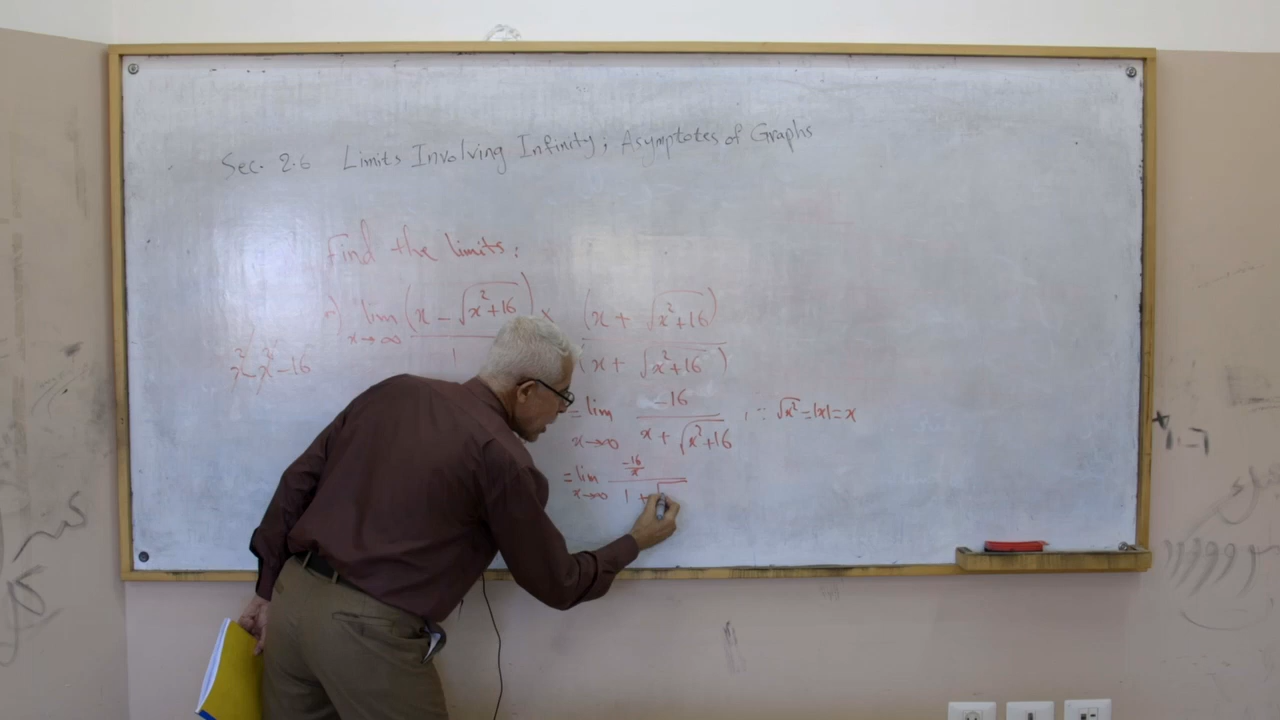 Sec. 2.6 Limits Involving Infinity; Asymptotes of Graphs
Find the limits:
lim x→∞ (x − √(x²+16))/1 × (x + √(x²+16))/(x + √(x²+16))
x² − x² − 16
= lim x→∞ −16/(x + √(x²+16)) , ∵ √x² = |x| = x
= lim x→∞ (−16/x)/(1 + √